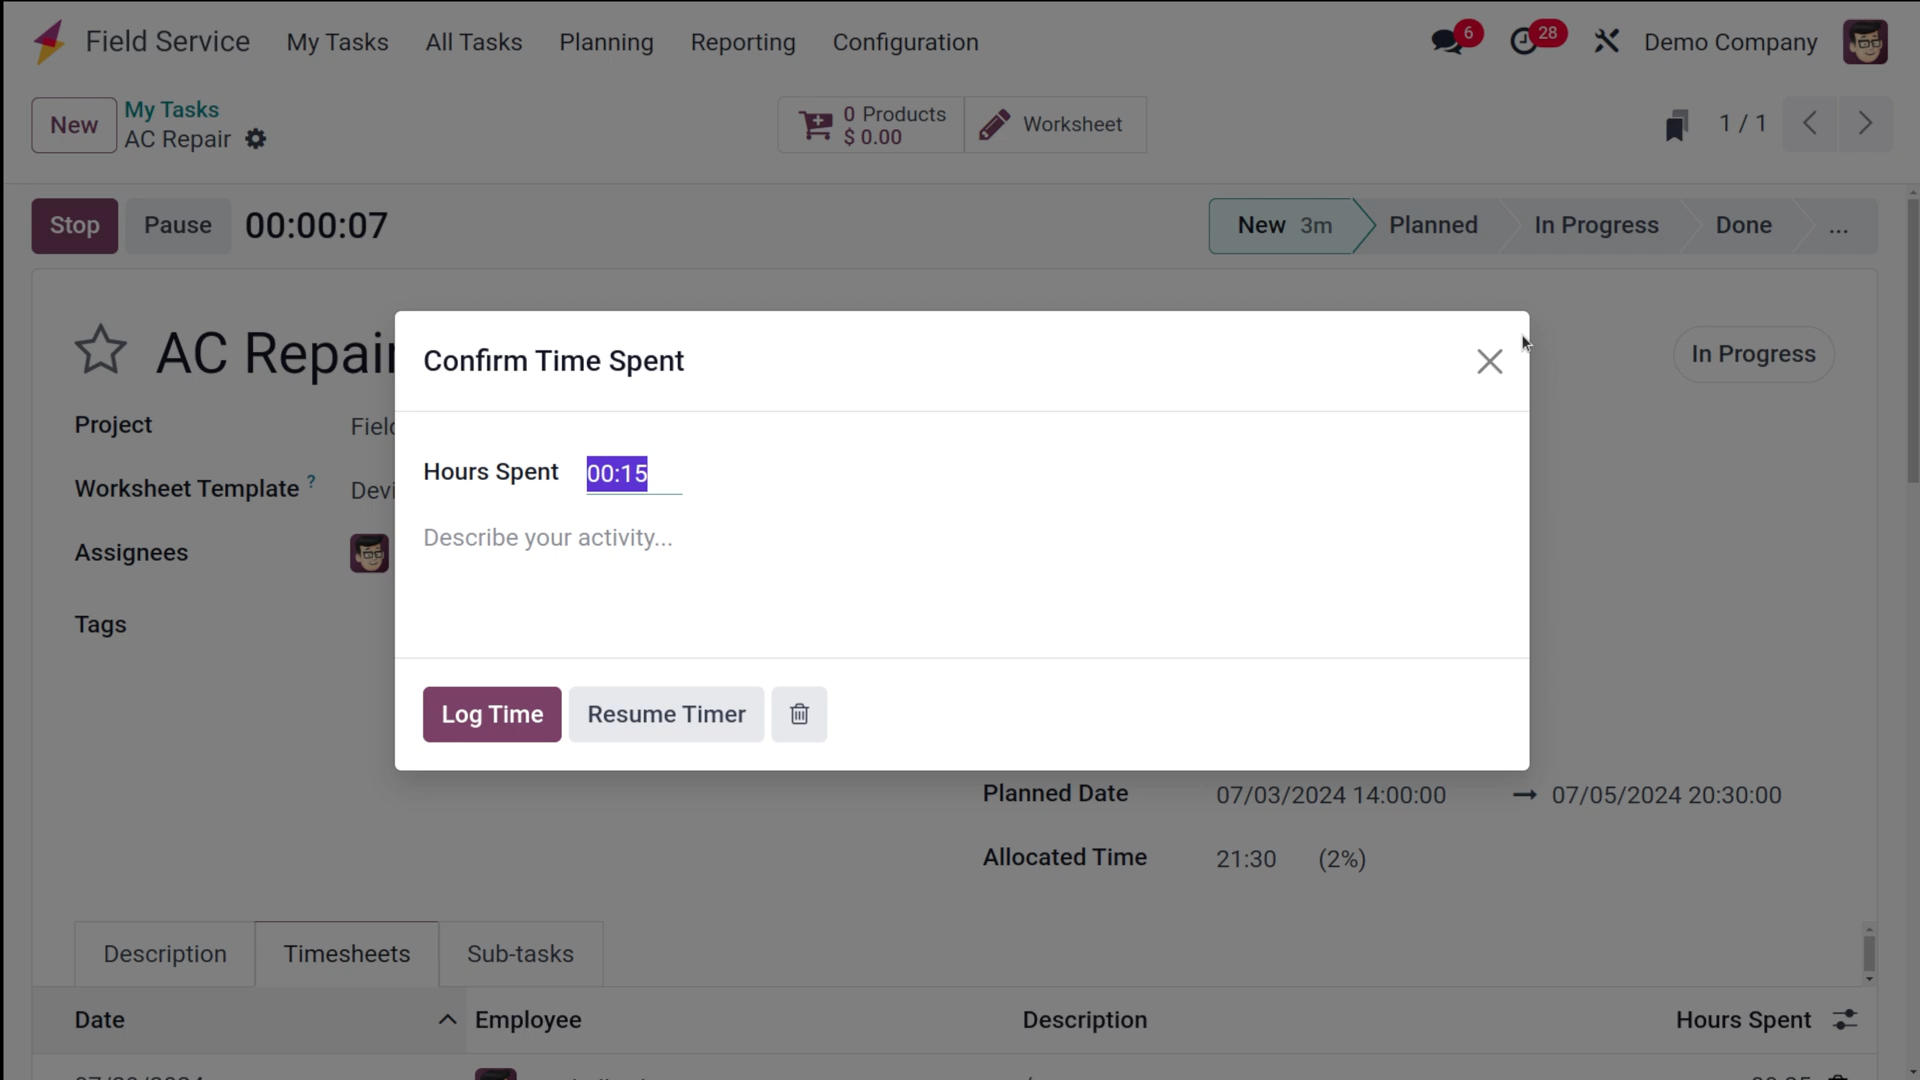 Field Service My Tasks All Tasks Planning Reporting Configuration 6 28 Demo Company
New My Tasks
AC Repair
0 Products
$ 0.00
Worksheet
1 / 1
Stop Pause 00:00:07 New 3m Planned In Progress Done ...
AC Repair In Progress
Confirm Time Spent
Project
Hours Spent 00:15
Worksheet Template ?
Describe your activity...
Assignees
Tags
Log Time Resume Timer
Planned Date 07/03/2024 14:00:00 → 07/05/2024 20:30:00
Allocated Time 21:30 (2%)
Description Timesheets Sub-tasks
Date Employee Description Hours Spent